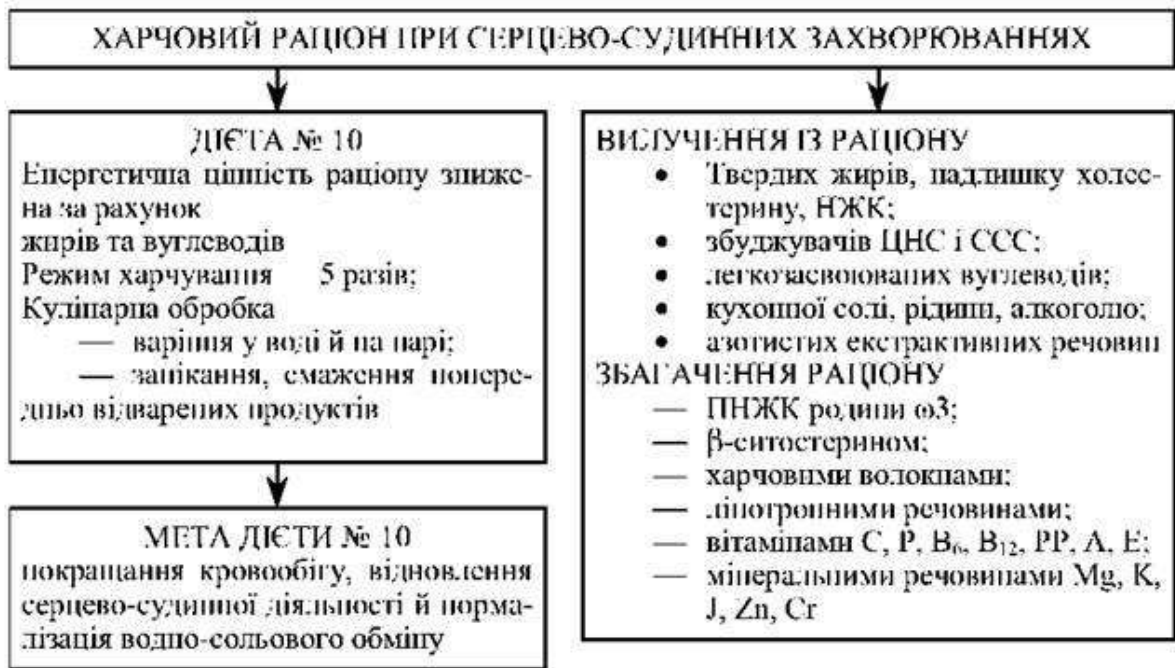 ХАРЧОВИЙ РАЦІОН ПРИ СЕРЦЕВО-СУДИННИХ ЗАХВОРЮВАННЯХ
ДІЄТА № 10
Енергетична цінність раціону зниже-
на за рахунок
жирів та вуглеводів
Режим харчування 5 разів;
Кулінарна обробка
— варіння у воді й на парі;
— запікання, смаження попере-
дньо відварених продуктів
МЕТА ДІЄТИ № 10
покращання кровообігу, відновлення
серцево-судинної діяльності й норма-
лізація водно-сольового обміну
ВИЛУЧЕННЯ ІЗ РАЦІОНУ
• Твердих жирів, надлишку холес-
терину, НЖК;
• збуджувачів ЦНС і ССС;
• легкозасвоюваних вуглеводів;
• кухонної солі, рідини, алкоголю;
• азотистих екстрактивних речовин
ЗБАГАЧЕННЯ РАЦІОНУ
— ПНЖК родини ω3;
— β-ситостерином;
— харчовими волокнами;
— ліпотропними речовинами;
— вітамінами С, Р, В₆, В₁₂, РР, А, Е;
— мінеральними речовинами Mg, K,
J, Zn, Cr